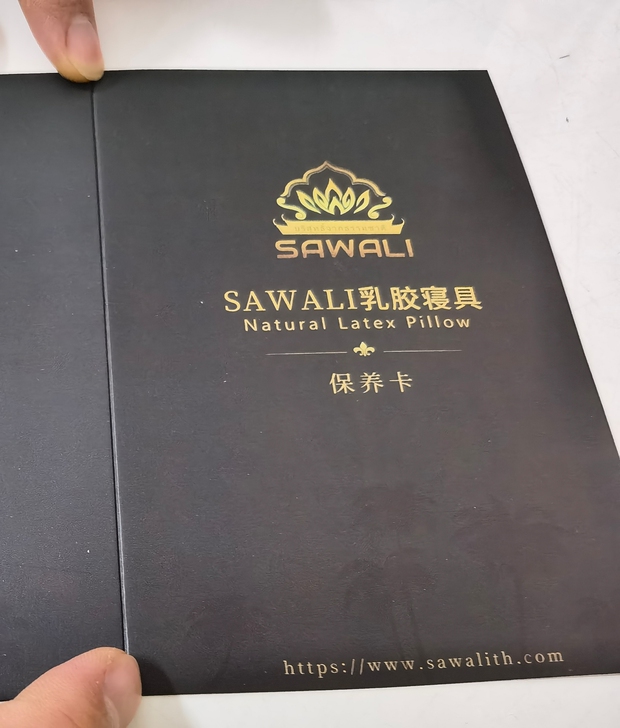 SAWALI
SAWALI乳胶寝具
Natural Latex Pillow
保养卡
https://www.sawalith.com